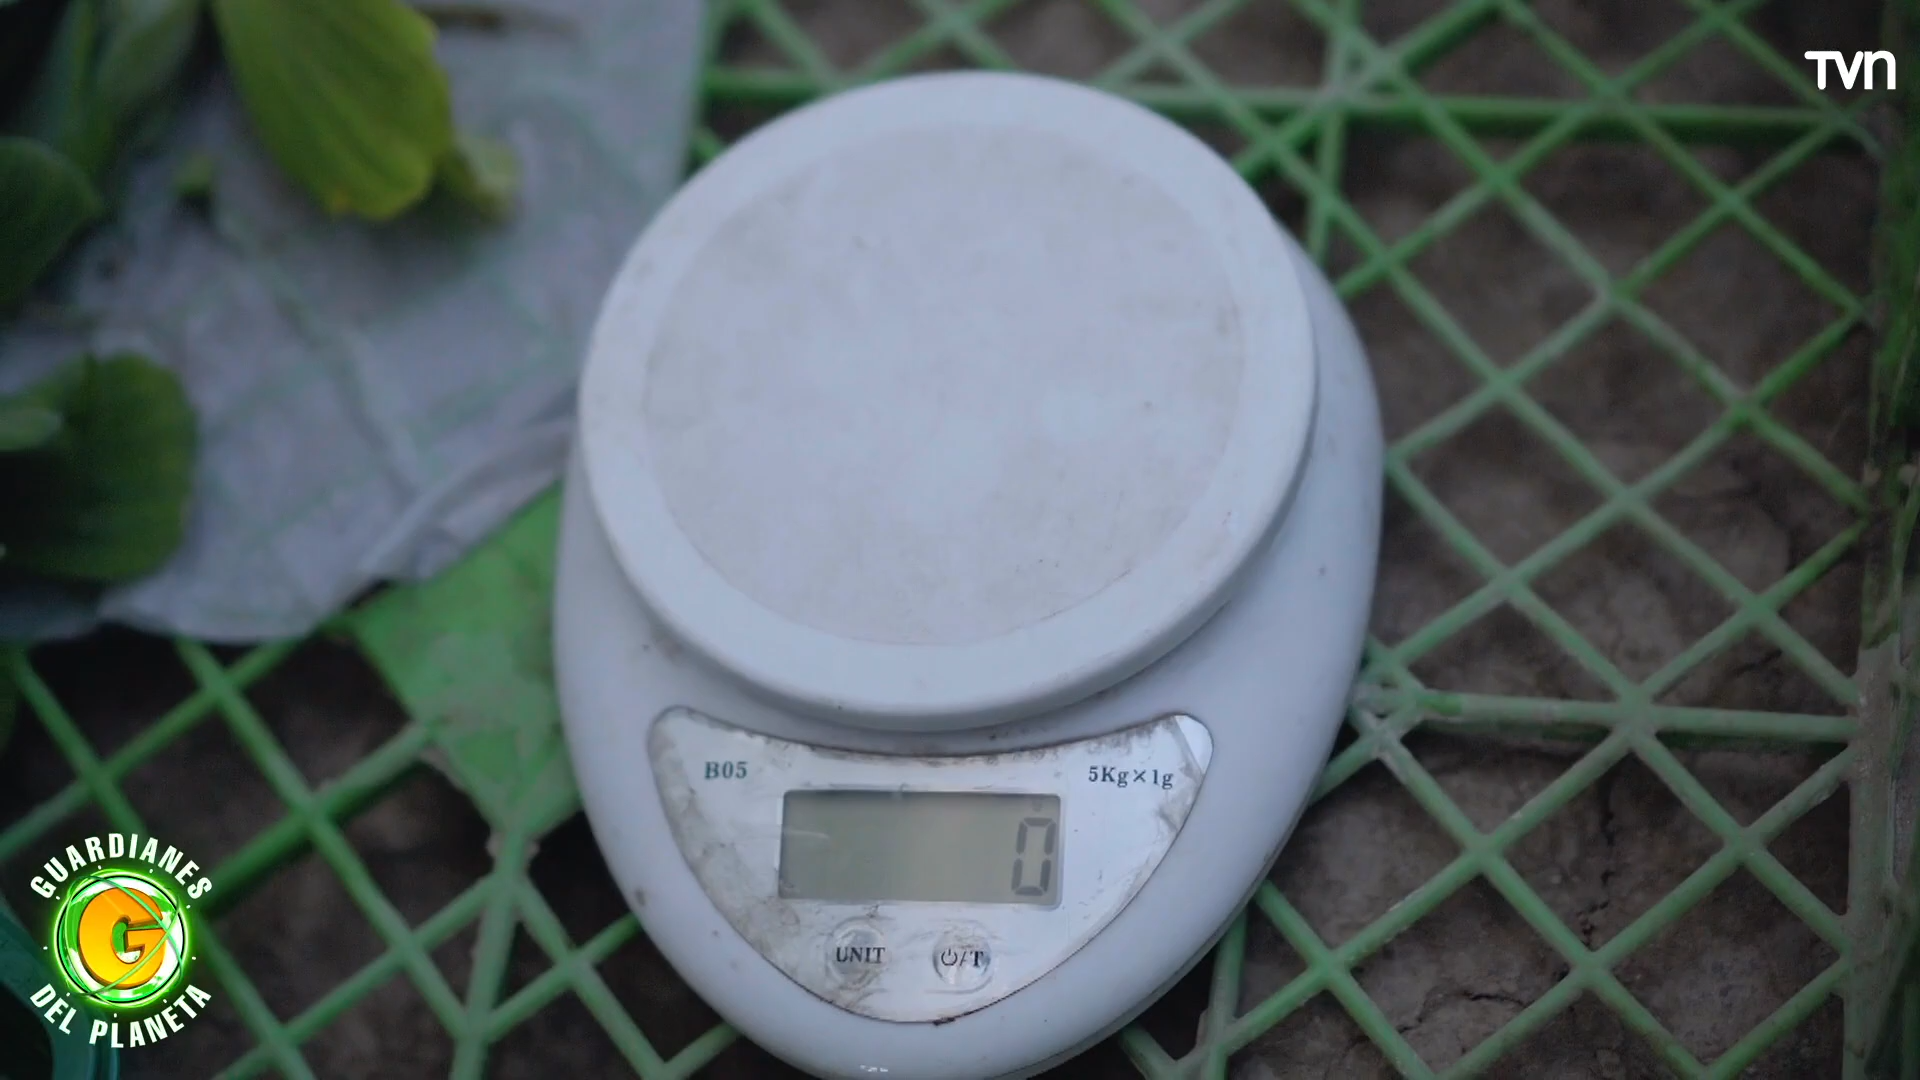 TVN
B05
5Kg×1g
0
UNIT
⏻/T
GUARDIANES
G
DEL PLANETA